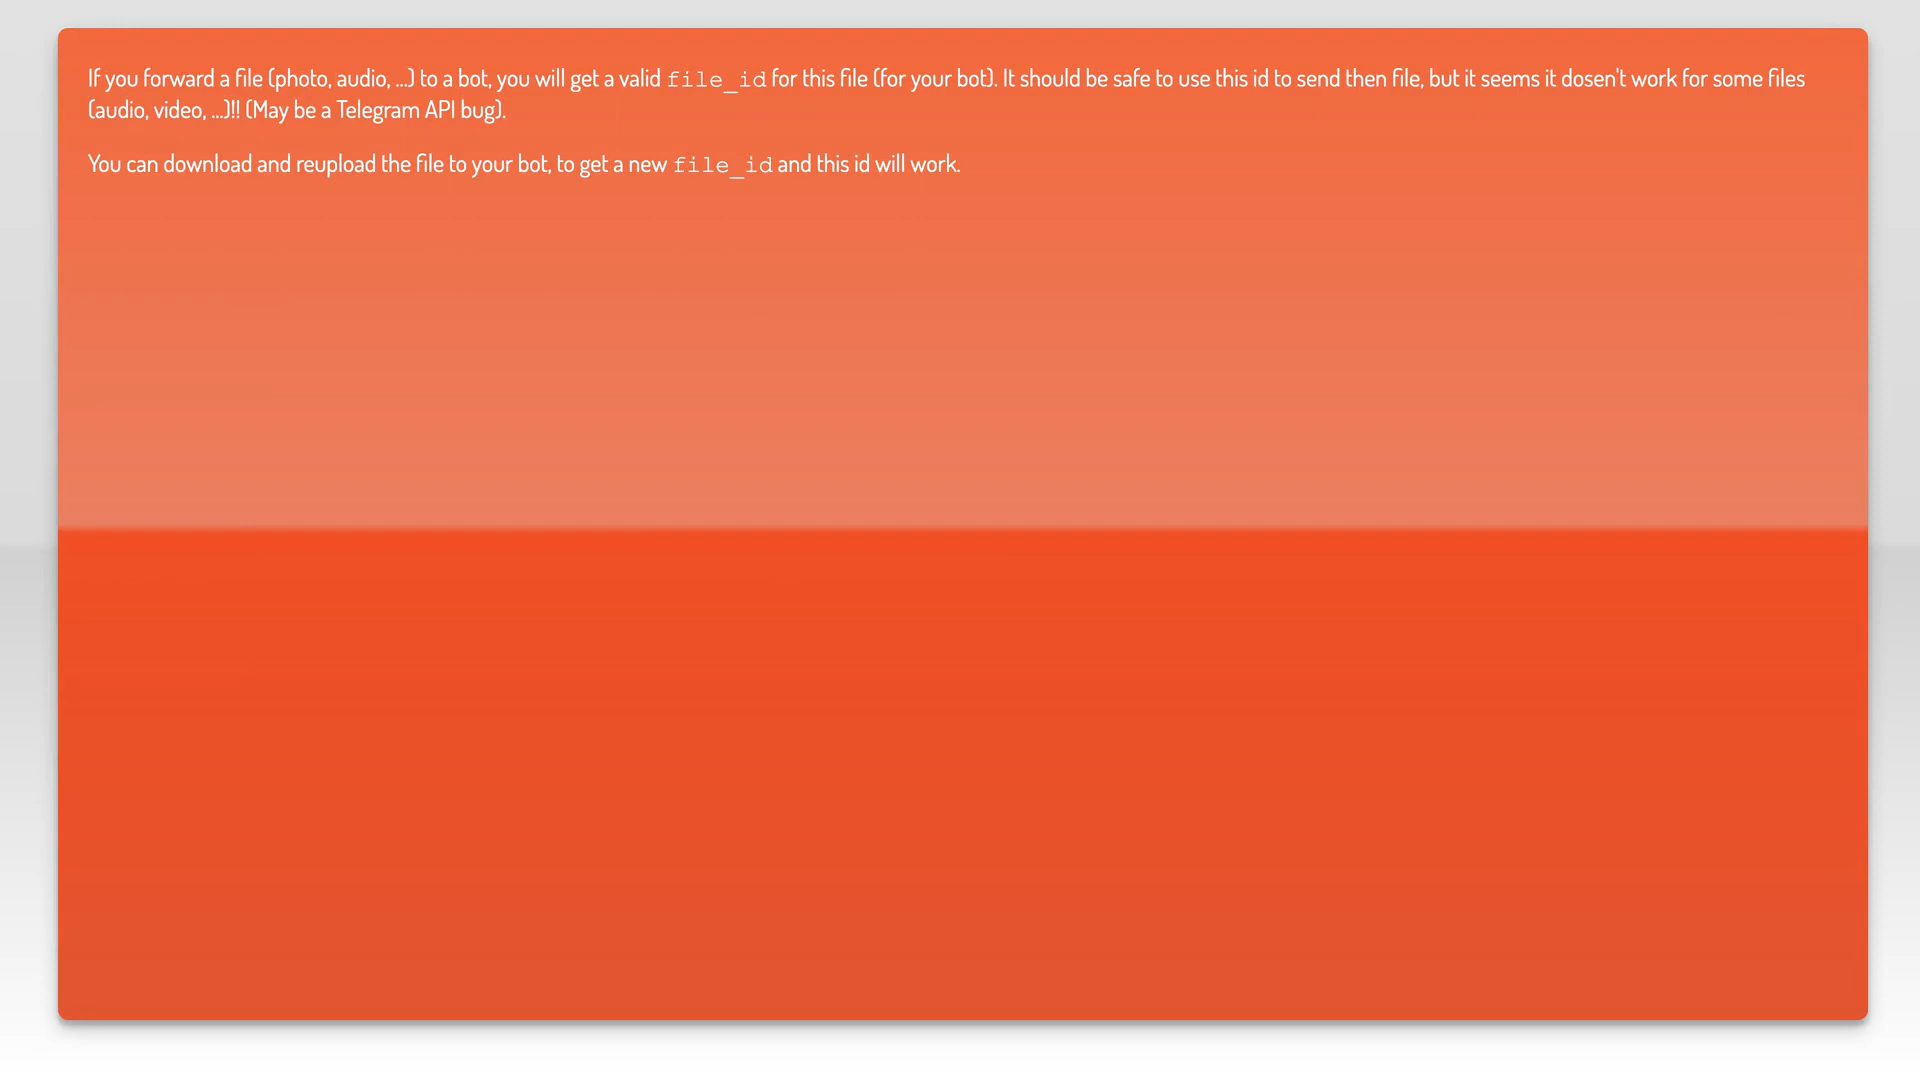 If you forward a file (photo, audio, ...) to a bot, you will get a valid file_id for this file (for your bot). It should be safe to use this id to send then file, but it seems it dosen't work for some files
(audio, video, ...)!! (May be a Telegram API bug).
You can download and reupload the file to your bot, to get a new file_id and this id will work.